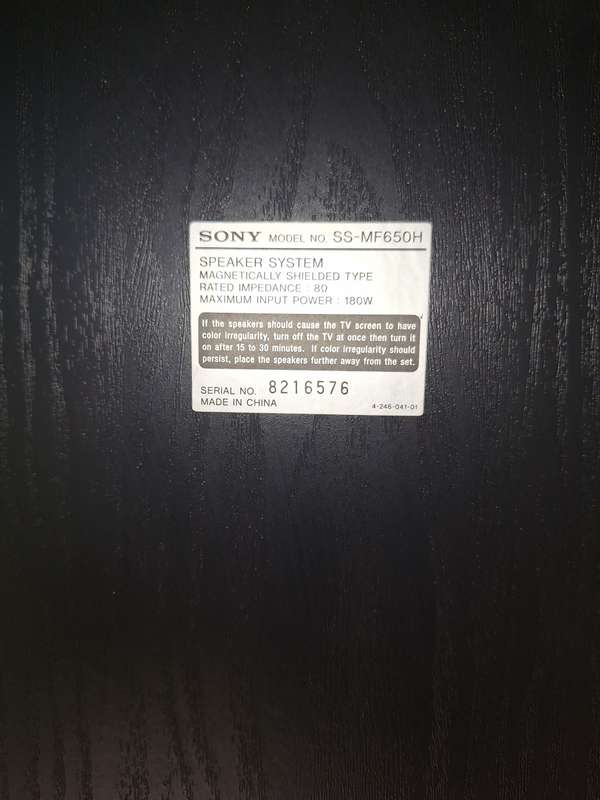 SONY MODEL NO. SS-MF650H
SPEAKER SYSTEM
MAGNETICALLY SHIELDED TYPE
RATED IMPEDANCE : 8Ω
MAXIMUM INPUT POWER : 180W
If the speakers should cause the TV screen to have
color irregularity, turn off the TV at once then turn it
on after 15 to 30 minutes. If color irregularity should
persist, place the speakers further away from the set.
SERIAL NO. 8216576
MADE IN CHINA
4-246-041-01